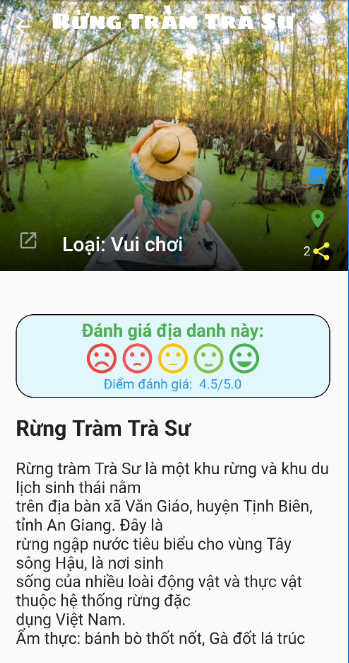 Rừng Tràm Trà Sư
Loại: Vui chơi
2
Đánh giá địa danh này:
Điểm đánh giá: 4.5/5.0
Rừng Tràm Trà Sư
Rừng tràm Trà Sư là một khu rừng và khu du
lịch sinh thái nằm
trên địa bàn xã Văn Giáo, huyện Tịnh Biên,
tỉnh An Giang. Đây là
rừng ngập nước tiêu biểu cho vùng Tây
sông Hậu, là nơi sinh
sống của nhiều loài động vật và thực vật
thuộc hệ thống rừng đặc
dụng Việt Nam.
Ẩm thực: bánh bò thốt nốt, Gà đốt lá trúc